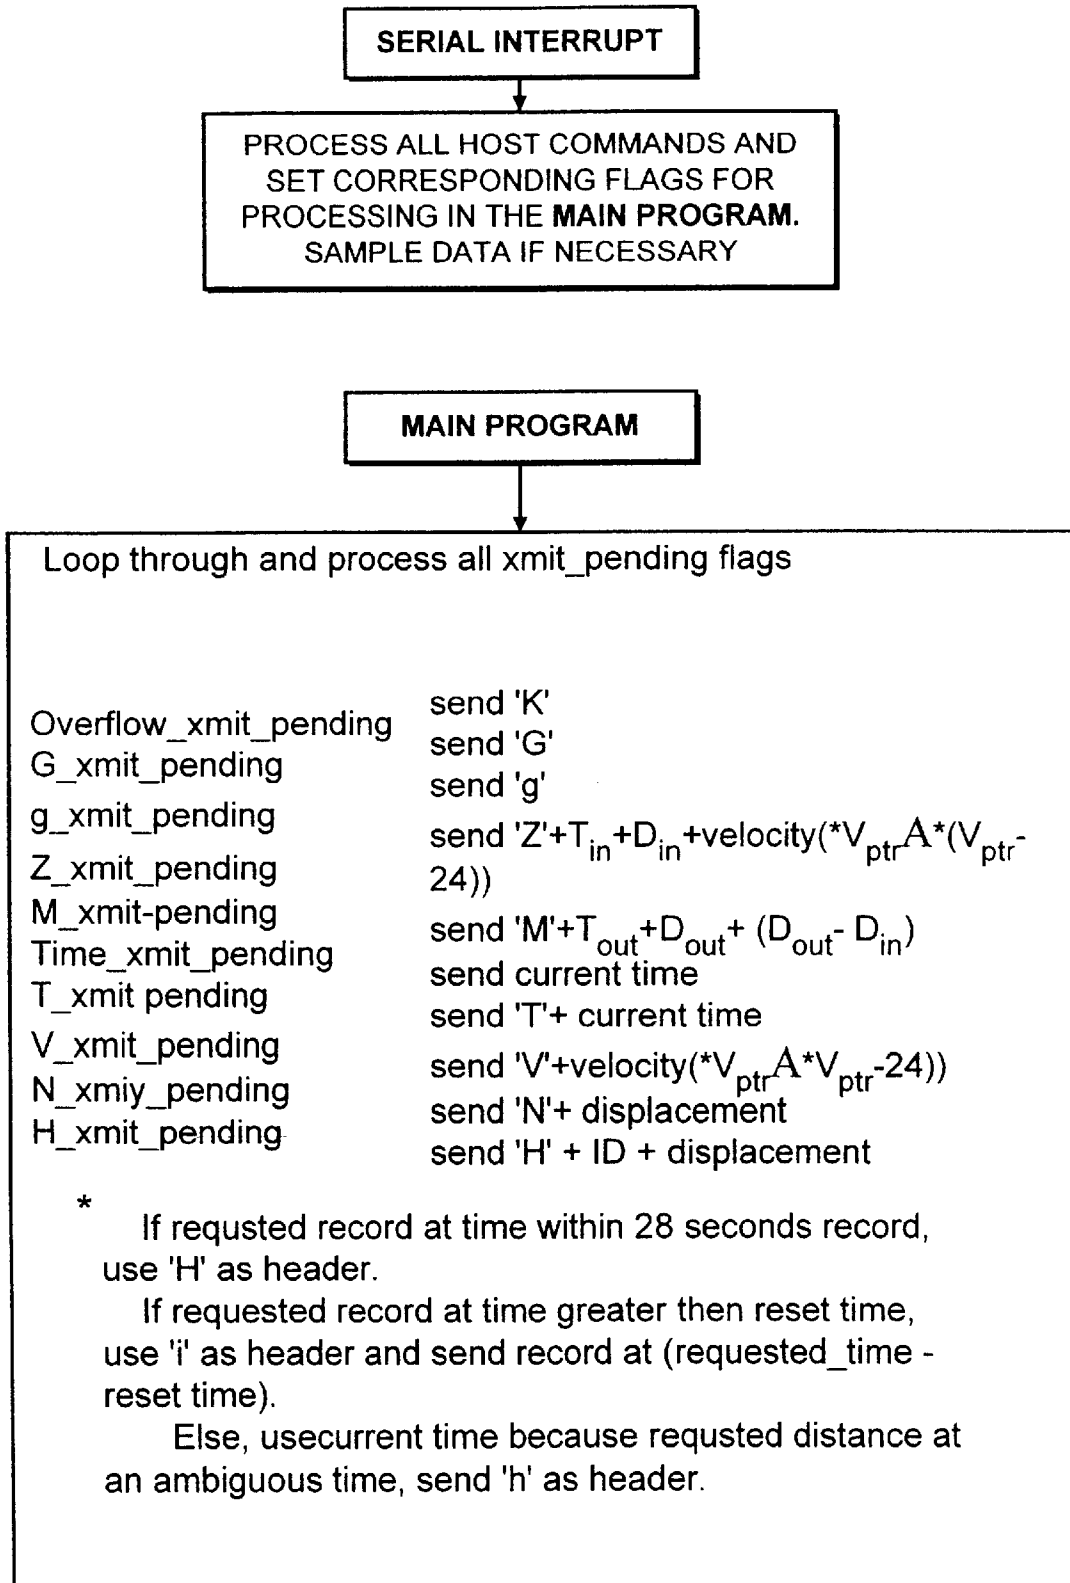 SERIAL INTERRUPT
PROCESS ALL HOST COMMANDS AND
SET CORRESPONDING FLAGS FOR
PROCESSING IN THE MAIN PROGRAM.
SAMPLE DATA IF NECESSARY
MAIN PROGRAM
Loop through and process all xmit_pending flags
Overflow_xmit_pending
G_xmit_pending
g_xmit_pending
Z_xmit_pending
M_xmit-pending
Time_xmit_pending
T_xmit pending
V_xmit_pending
N_xmiy_pending
H_xmit_pending
send 'K'
send 'G'
send 'g'
send 'Z'+Tin+Din+velocity(*VptrA*(Vptr-
24))
send 'M'+Tout+Dout+ (Dout- Din)
send current time
send 'T'+ current time
send 'V'+velocity(*VptrA*Vptr-24))
send 'N'+ displacement
send 'H' + ID + displacement
*
If requsted record at time within 28 seconds record,
use 'H' as header.
If requested record at time greater then reset time,
use 'i' as header and send record at (requested_time -
reset time).
Else, usecurrent time because requsted distance at
an ambiguous time, send 'h' as header.